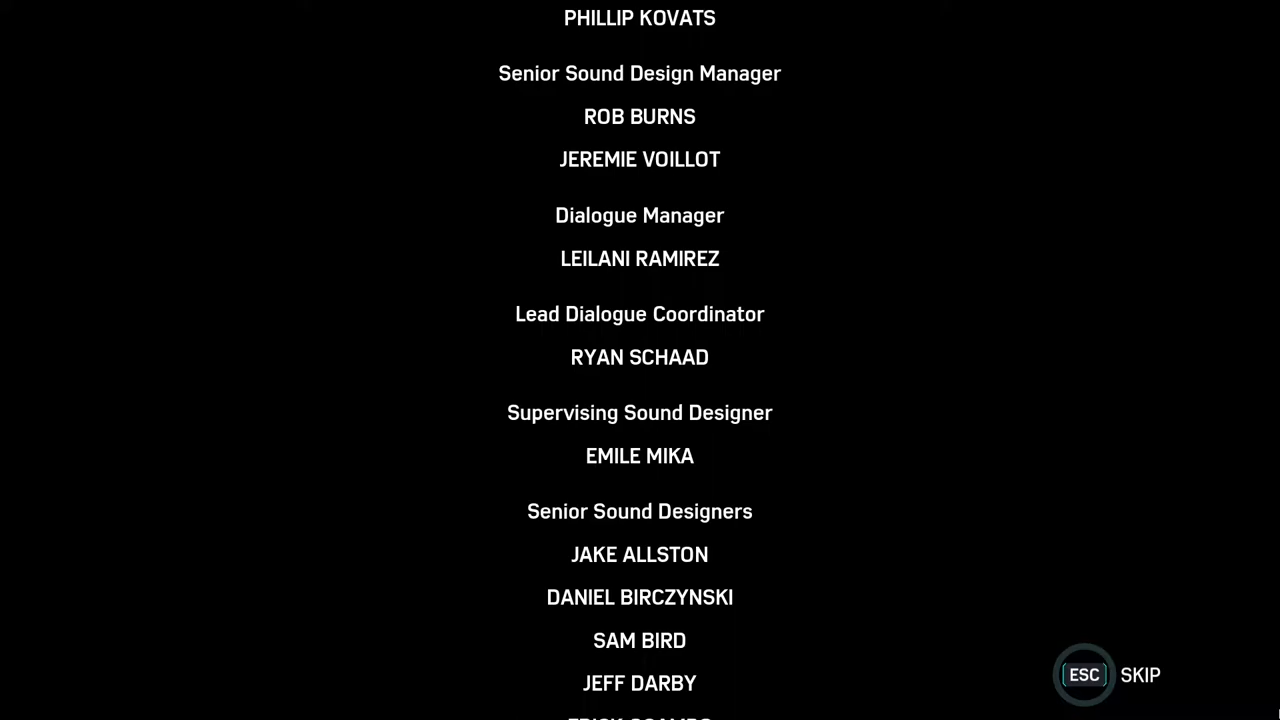 PHILLIP KOVATS
Senior Sound Design Manager
ROB BURNS
JEREMIE VOILLOT
Dialogue Manager
LEILANI RAMIREZ
Lead Dialogue Coordinator
RYAN SCHAAD
Supervising Sound Designer
EMILE MIKA
Senior Sound Designers
JAKE ALLSTON
DANIEL BIRCZYNSKI
SAM BIRD
JEFF DARBY
ESC SKIP